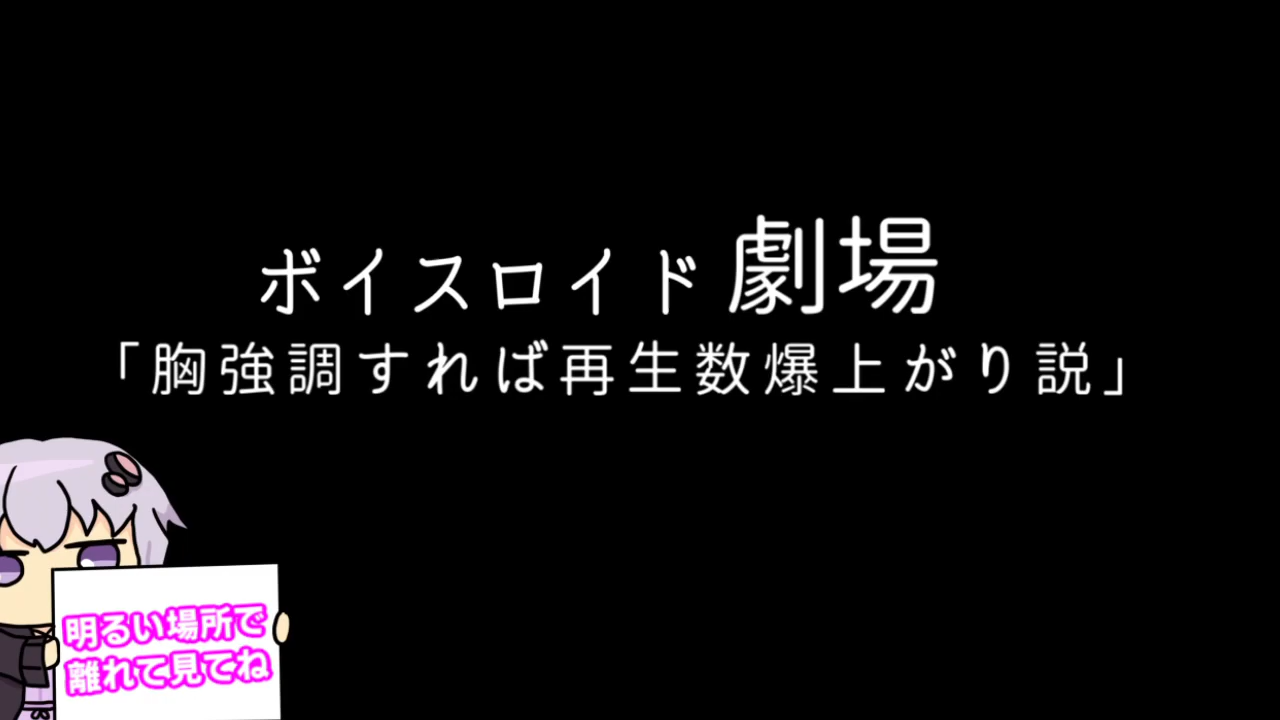 ボイスロイド劇場
「胸強調すれば再生数爆上がり説」
明るい場所で
離れて見てね